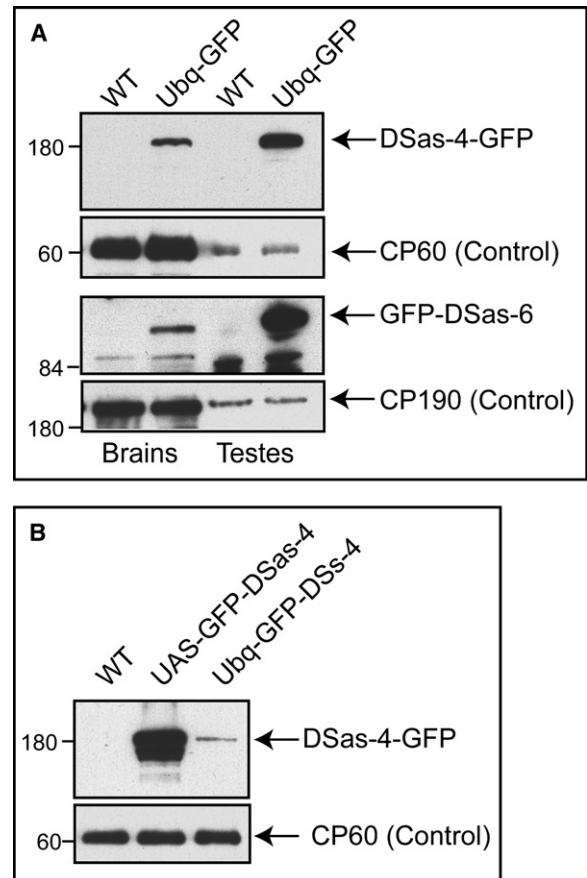 A
WT Ubq-GFP WT Ubq-GFP
180 DSas-4-GFP
60 CP60 (Control)
GFP-DSas-6
84
CP190 (Control)
180
Brains Testes
B
WT UAS-GFP-DSas-4 Ubq-GFP-DSs-4
180 DSas-4-GFP
60 CP60 (Control)